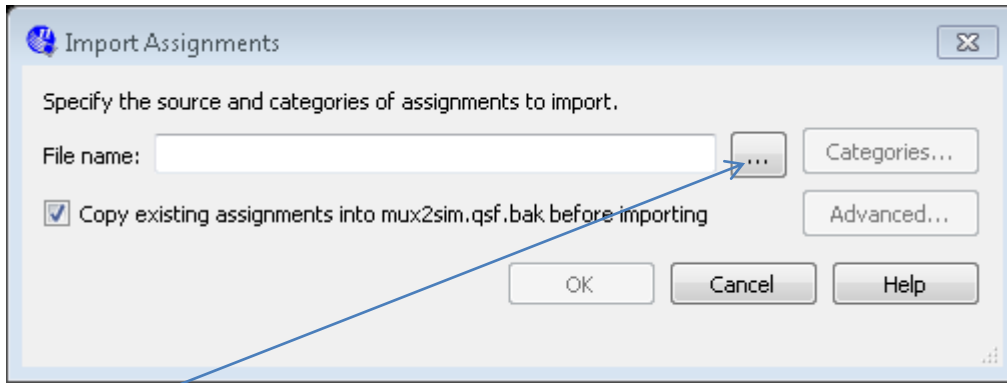 Import Assignments
Specify the source and categories of assignments to import.
File name:
...
Categories...
Copy existing assignments into mux2sim.qsf.bak before importing
Advanced...
OK
Cancel
Help